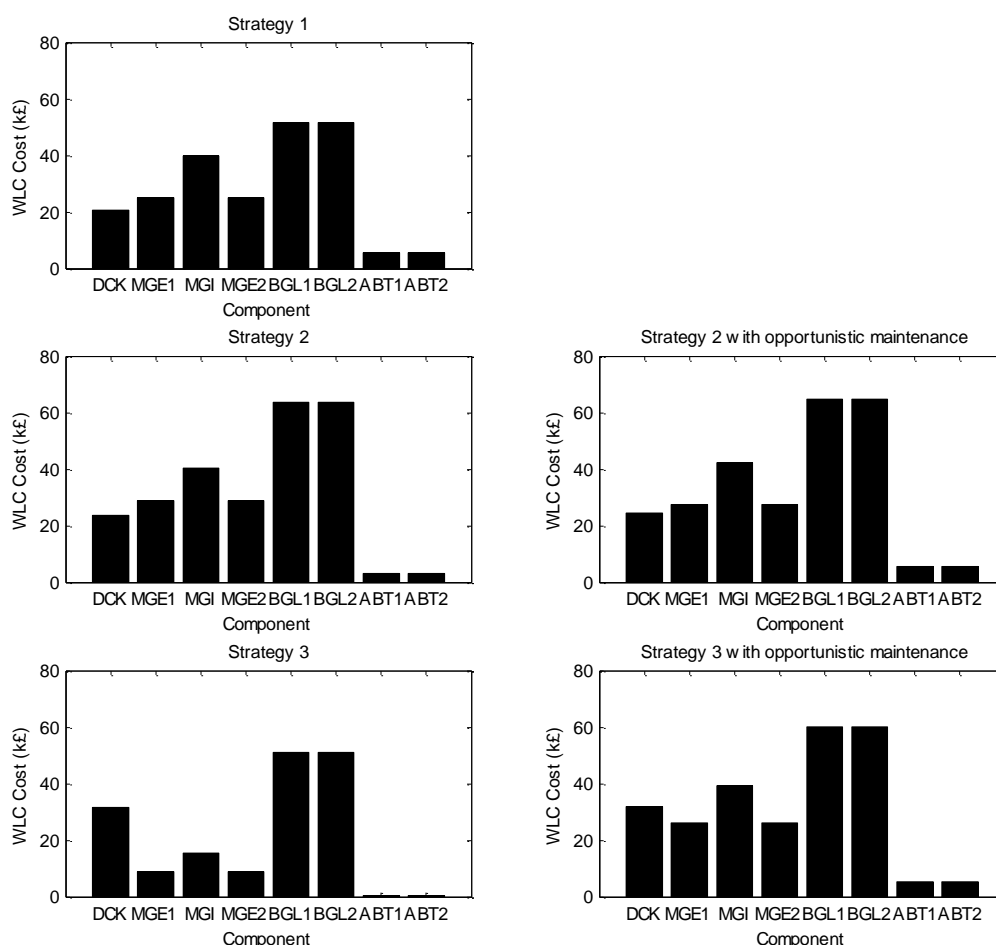 Strategy 1
80
60
40
20
0
WLC Cost (k£)
DCK MGE1 MGI MGE2 BGL1 BGL2 ABT1 ABT2
Component
Strategy 2
80
60
40
20
0
WLC Cost (k£)
DCK MGE1 MGI MGE2 BGL1 BGL2 ABT1 ABT2
Component
Strategy 2 with opportunistic maintenance
80
60
40
20
0
WLC Cost (k£)
DCK MGE1 MGI MGE2 BGL1 BGL2 ABT1 ABT2
Component
Strategy 3
80
60
40
20
0
WLC Cost (k£)
DCK MGE1 MGI MGE2 BGL1 BGL2 ABT1 ABT2
Component
Strategy 3 with opportunistic maintenance
80
60
40
20
0
WLC Cost (k£)
DCK MGE1 MGI MGE2 BGL1 BGL2 ABT1 ABT2
Component